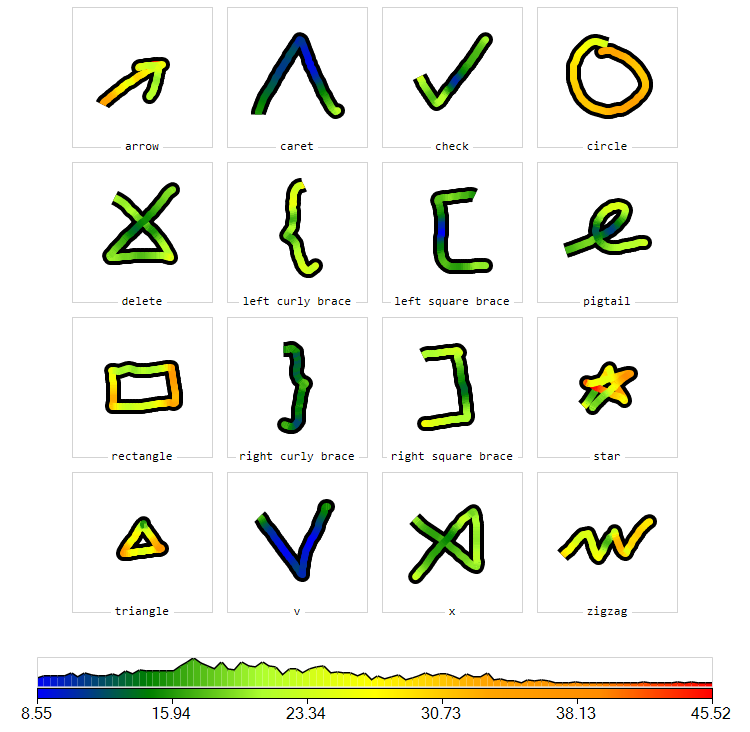 arrow caret check circle
delete left curly brace left square brace pigtail
rectangle right curly brace right square brace star
triangle v x zigzag
8.55 15.94 23.34 30.73 38.13 45.52